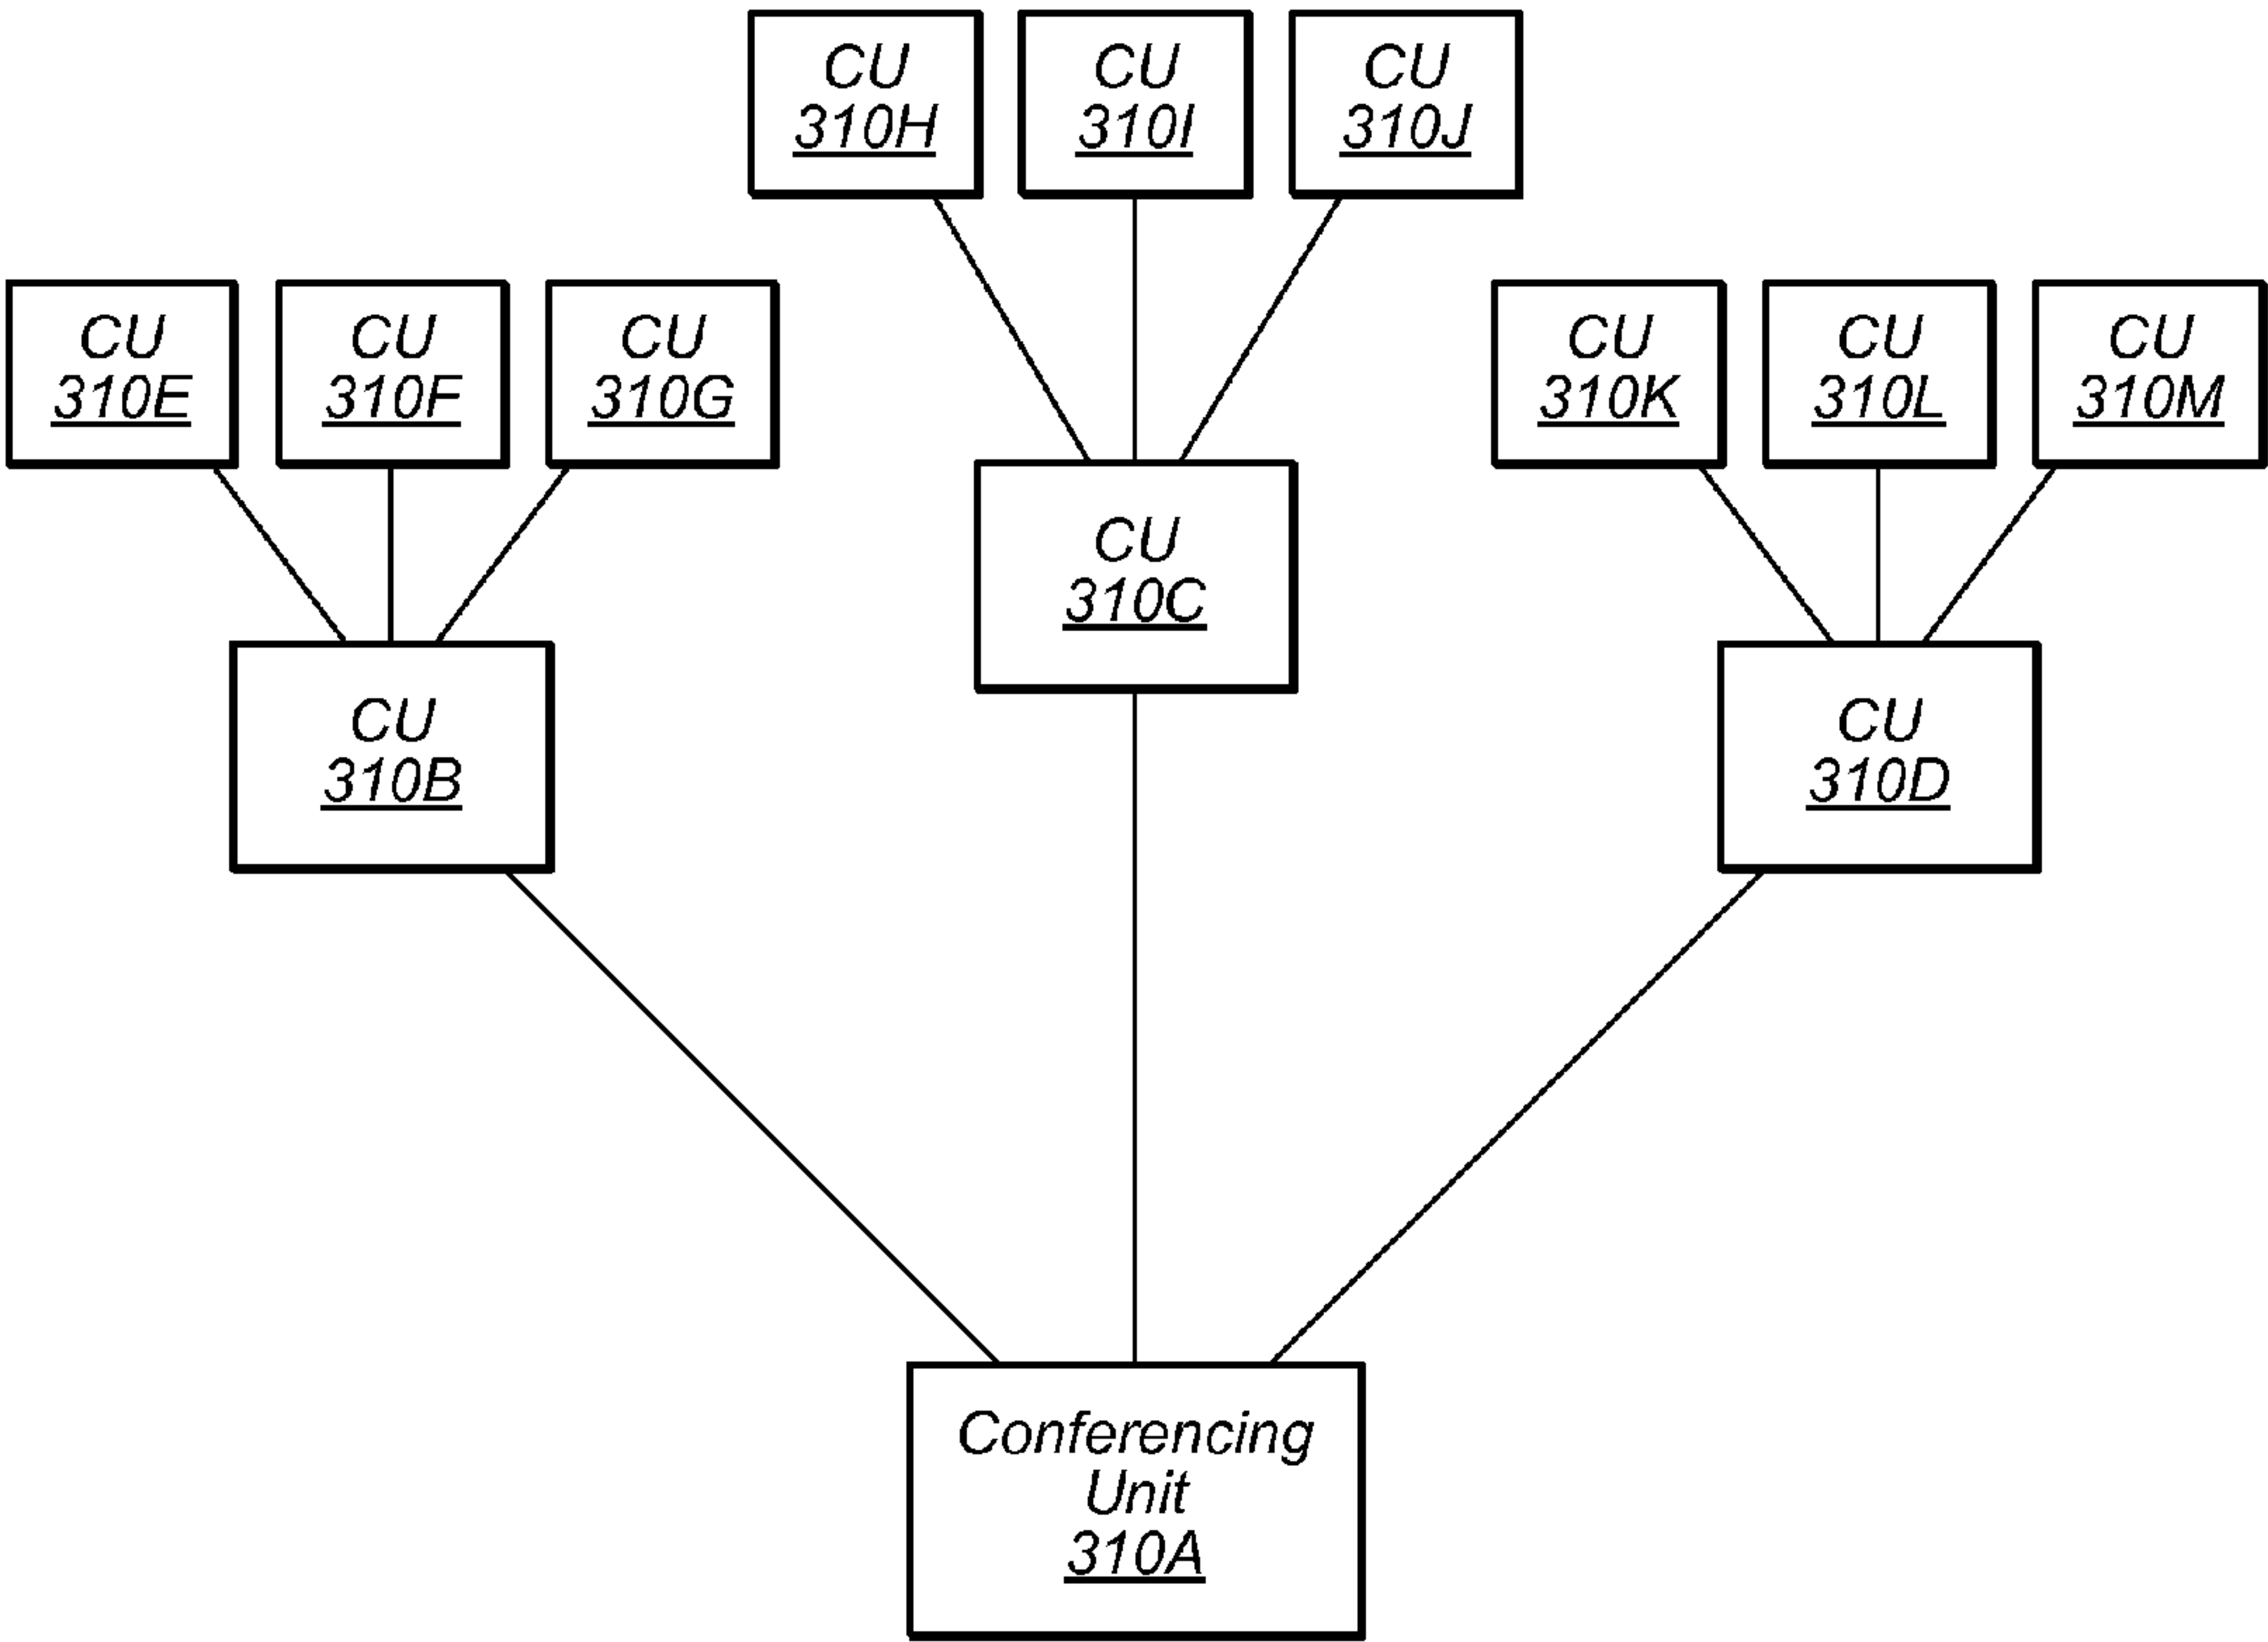 CU
310H
CU
310I
CU
310J
CU
310E
CU
310F
CU
310G
CU
310K
CU
310L
CU
310M
CU
310C
CU
310B
CU
310D
Conferencing
Unit
310A